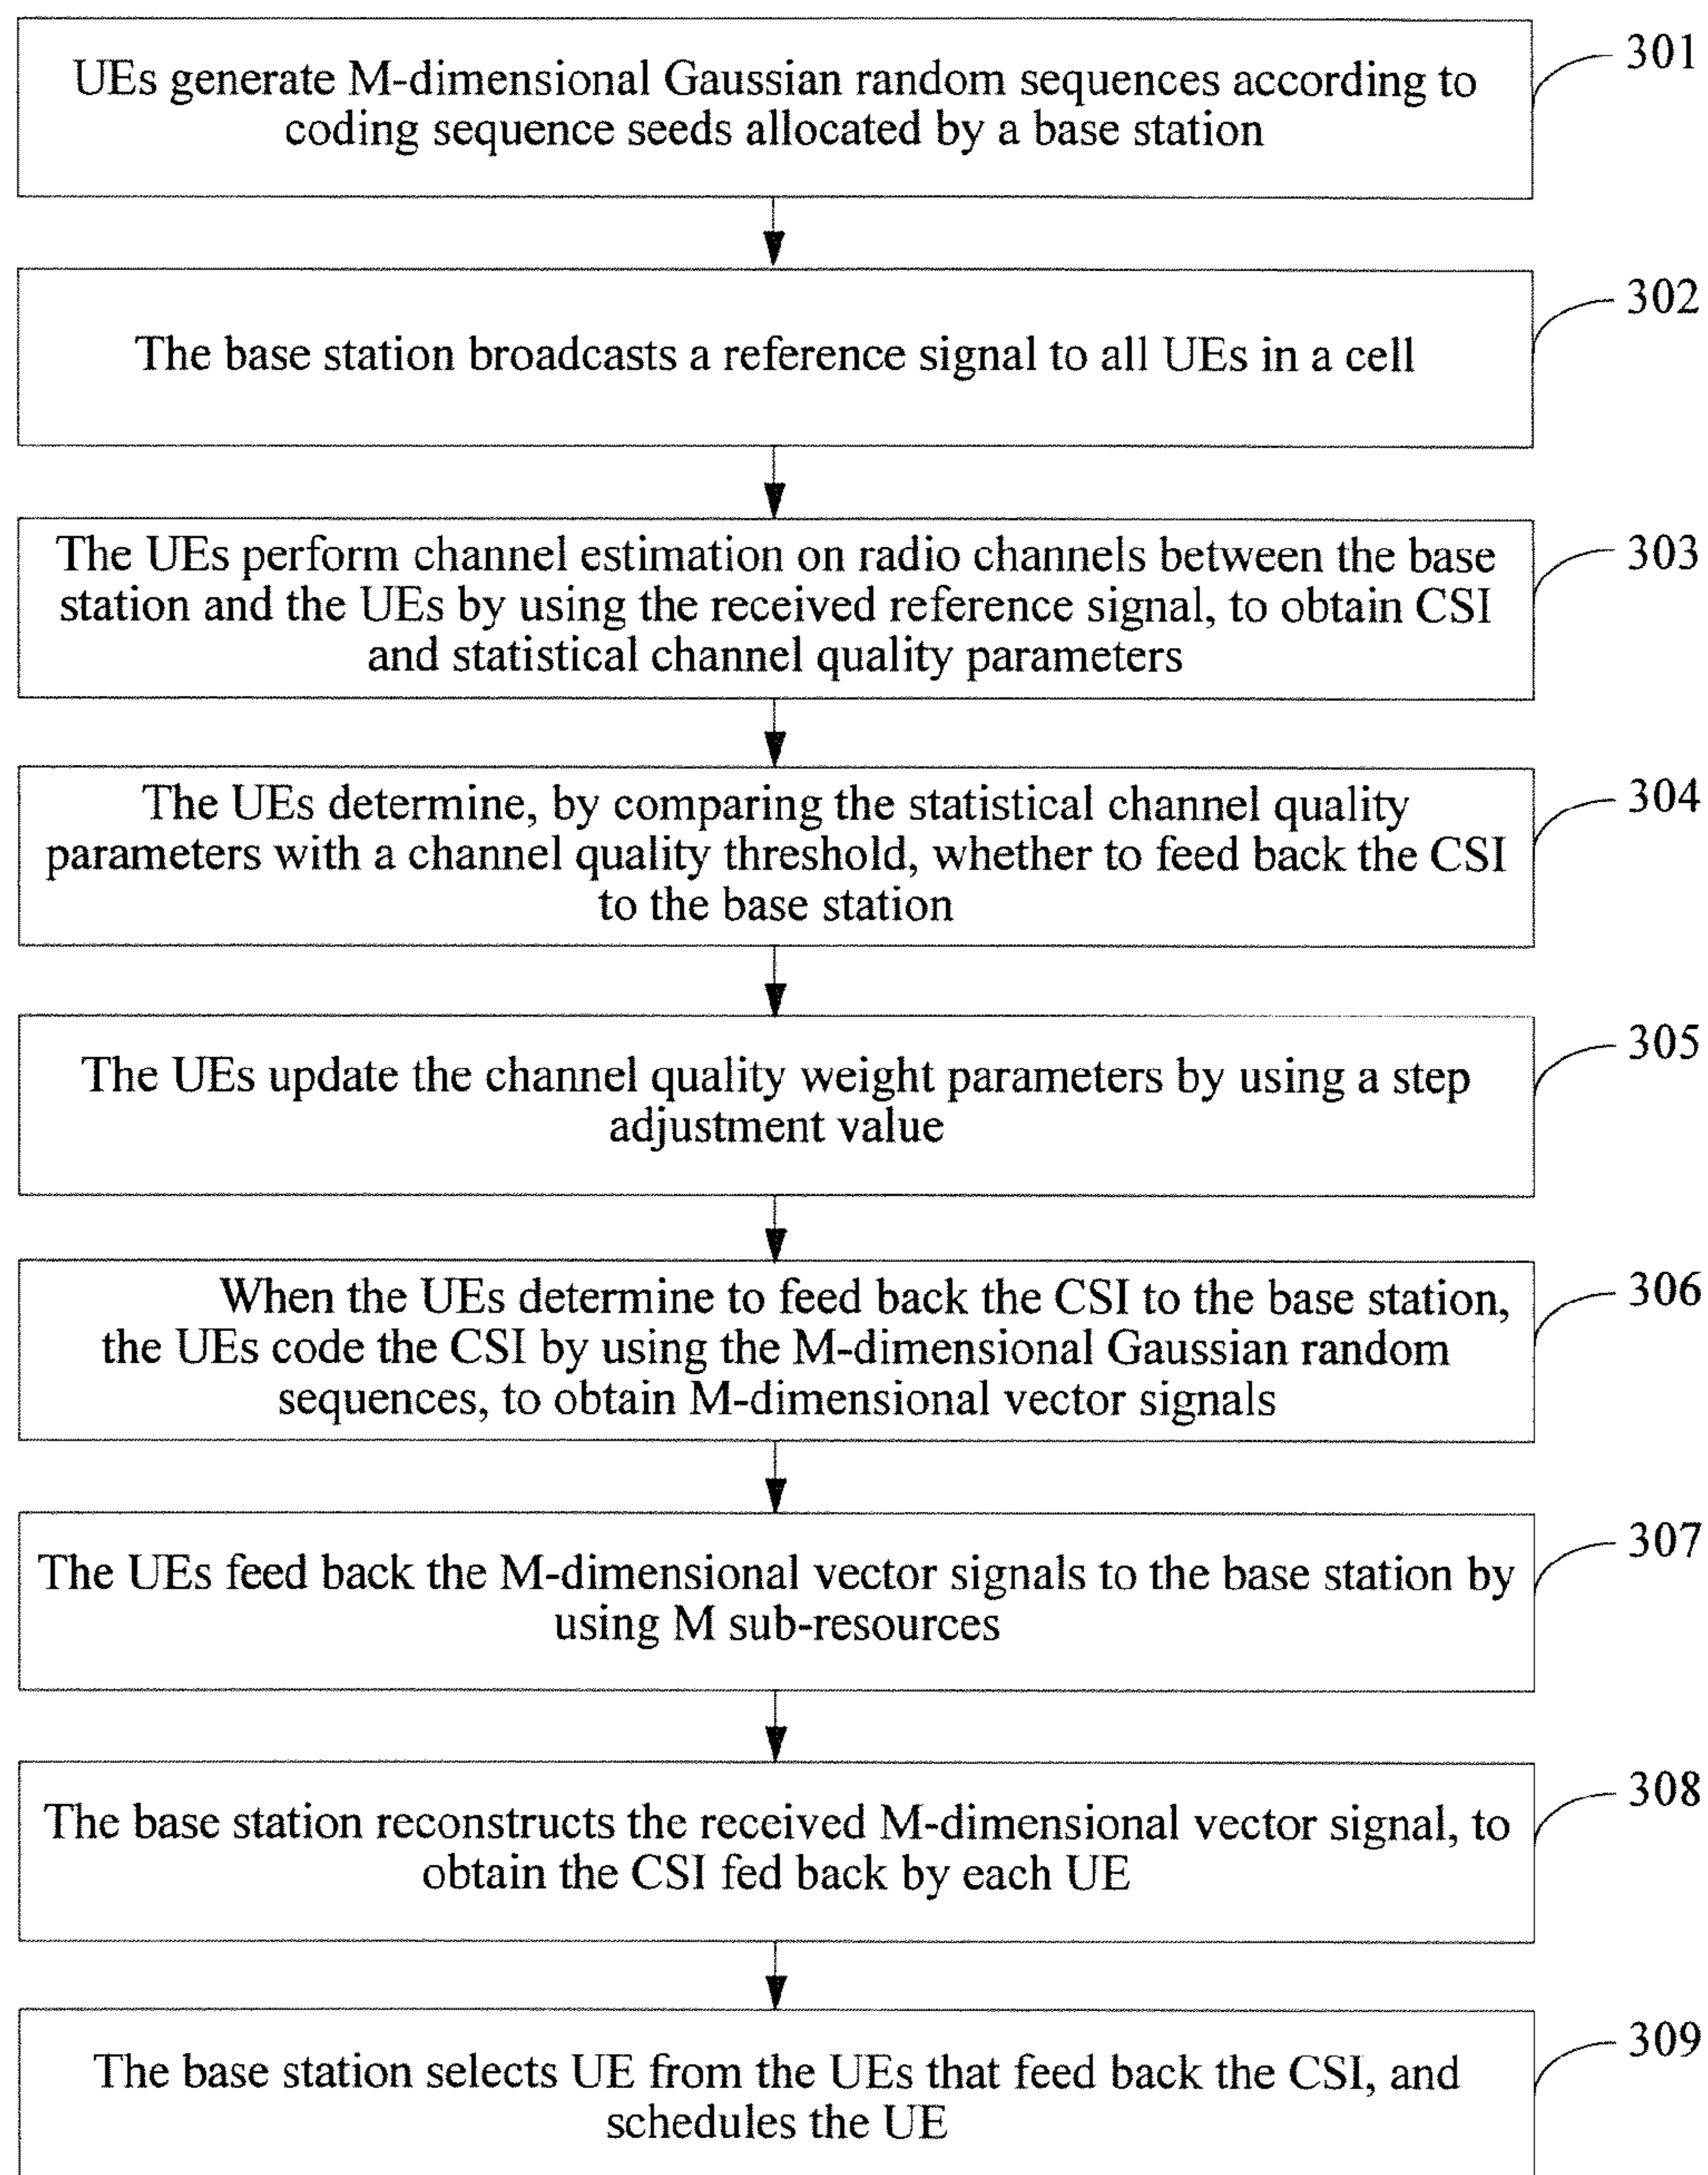 UEs generate M-dimensional Gaussian random sequences according to
coding sequence seeds allocated by a base station
301
The base station broadcasts a reference signal to all UEs in a cell
302
The UEs perform channel estimation on radio channels between the base
station and the UEs by using the received reference signal, to obtain CSI
and statistical channel quality parameters
303
The UEs determine, by comparing the statistical channel quality
parameters with a channel quality threshold, whether to feed back the CSI
to the base station
304
The UEs update the channel quality weight parameters by using a step
adjustment value
305
When the UEs determine to feed back the CSI to the base station,
the UEs code the CSI by using the M-dimensional Gaussian random
sequences, to obtain M-dimensional vector signals
306
The UEs feed back the M-dimensional vector signals to the base station by
using M sub-resources
307
The base station reconstructs the received M-dimensional vector signal, to
obtain the CSI fed back by each UE
308
The base station selects UE from the UEs that feed back the CSI, and
schedules the UE
309